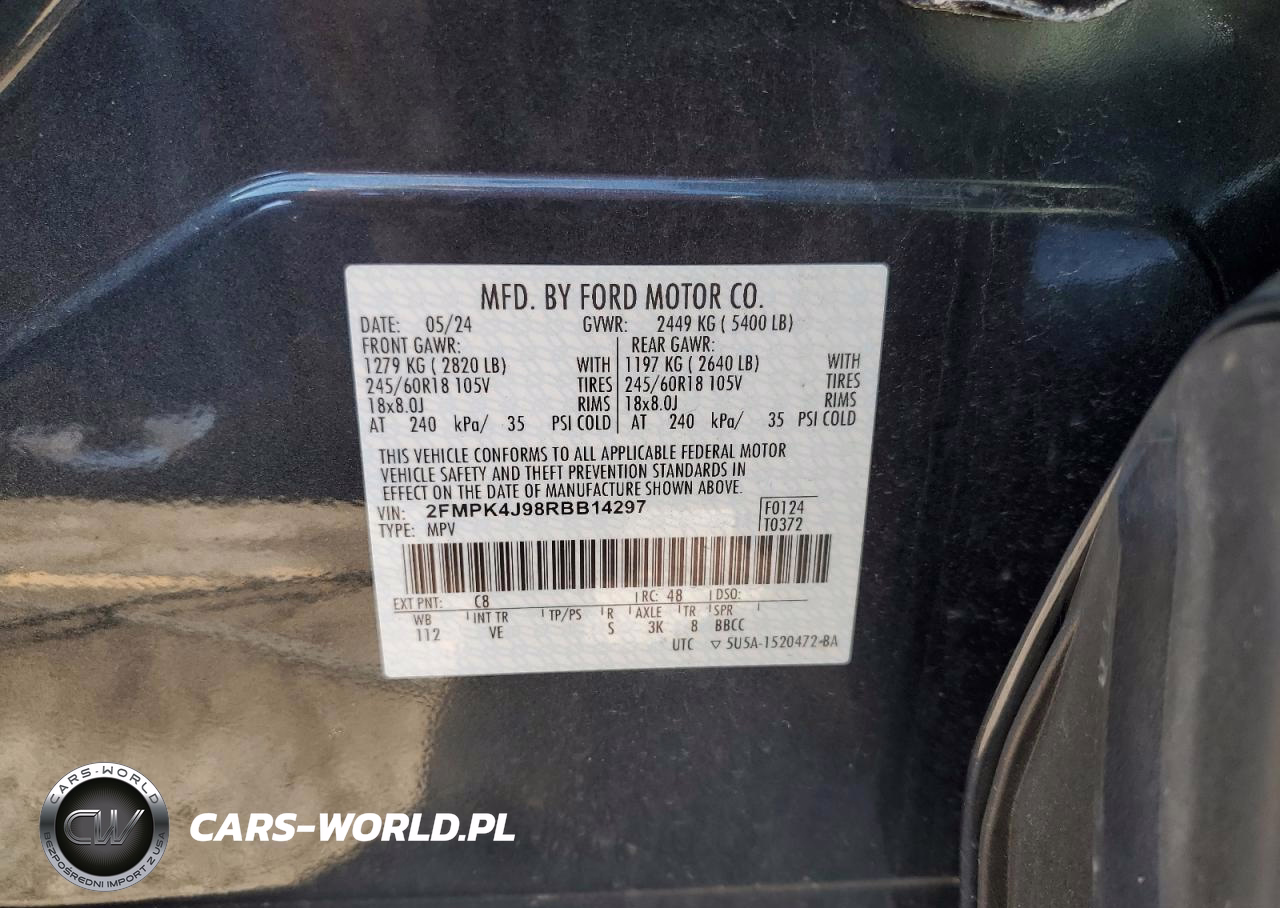 MFD. BY FORD MOTOR CO.
DATE: 05/24 GVWR: 2449 KG ( 5400 LB)
FRONT GAWR: REAR GAWR:
1279 KG ( 2820 LB) WITH 1197 KG ( 2640 LB) WITH
245/60R18 105V TIRES 245/60R18 105V TIRES
18x8.0J RIMS 18x8.0J RIMS
AT 240 kPa/ 35 PSI COLD AT 240 kPa/ 35 PSI COLD
THIS VEHICLE CONFORMS TO ALL APPLICABLE FEDERAL MOTOR
VEHICLE SAFETY AND THEFT PREVENTION STANDARDS IN
EFFECT ON THE DATE OF MANUFACTURE SHOWN ABOVE.
VIN: 2FMPK4J98RBB14297 F0124
TYPE: MPV T0372
EXT PNT: C8 RC: 48 DSO:
WB INT TR TP/PS R AXLE TR SPR
112 VE S 3K 8 BBCC
UTC ▽ 5U5A-1520472-BA
CARS-WORLD
CW
BEZPOŚREDNI IMPORT Z USA
CARS-WORLD.PL